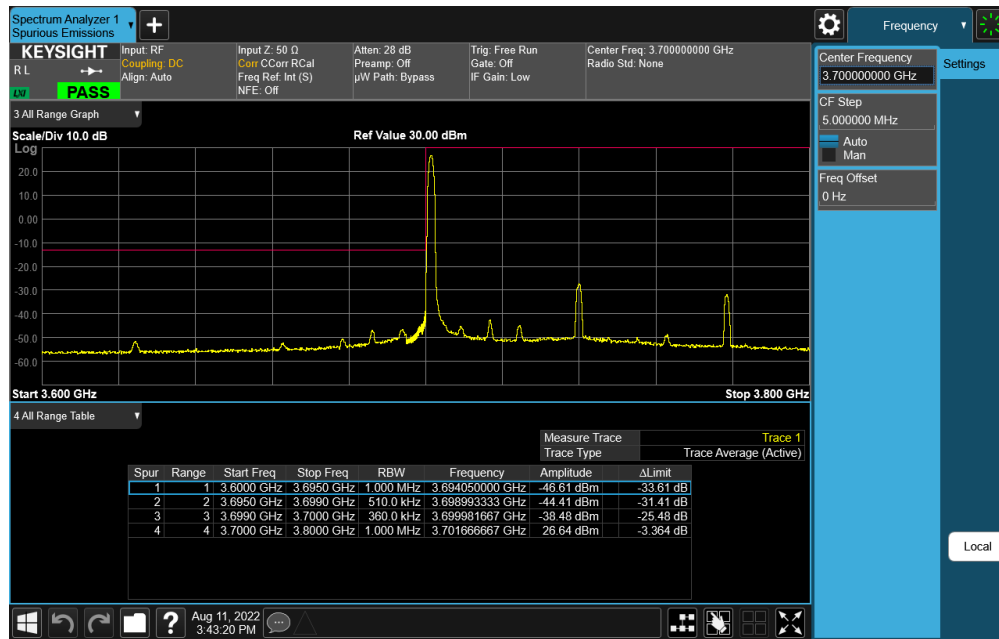 Spectrum Analyzer 1
Spurious Emissions
Frequency
KEYSIGHT
R L
LXI
PASS
Input: RF
Coupling: DC
Align: Auto
Input Z: 50 Ω
Corr CCorr RCal
Freq Ref: Int (S)
NFE: Off
Atten: 28 dB
Preamp: Off
µW Path: Bypass
Trig: Free Run
Gate: Off
IF Gain: Low
Center Freq: 3.700000000 GHz
Radio Std: None
Center Frequency
3.700000000 GHz
Settings
CF Step
5.000000 MHz
Auto
Man
Freq Offset
0 Hz
3 All Range Graph
Scale/Div 10.0 dB
Ref Value 30.00 dBm
Log
20.0
10.0
0.00
-10.0
-20.0
-30.0
-40.0
-50.0
-60.0
Start 3.600 GHz
Stop 3.800 GHz
4 All Range Table
Measure Trace Trace 1
Trace Type Trace Average (Active)
Spur Range Start Freq Stop Freq RBW Frequency Amplitude ΔLimit
1 1 3.6000 GHz 3.6950 GHz 1.000 MHz 3.694050000 GHz -46.61 dBm -33.61 dB
2 2 3.6950 GHz 3.6990 GHz 510.0 kHz 3.698993333 GHz -44.41 dBm -31.41 dB
3 3 3.6990 GHz 3.7000 GHz 360.0 kHz 3.699981667 GHz -38.48 dBm -25.48 dB
4 4 3.7000 GHz 3.8000 GHz 1.000 MHz 3.701666667 GHz 26.64 dBm -3.364 dB
Local
?
Aug 11, 2022
3:43:20 PM